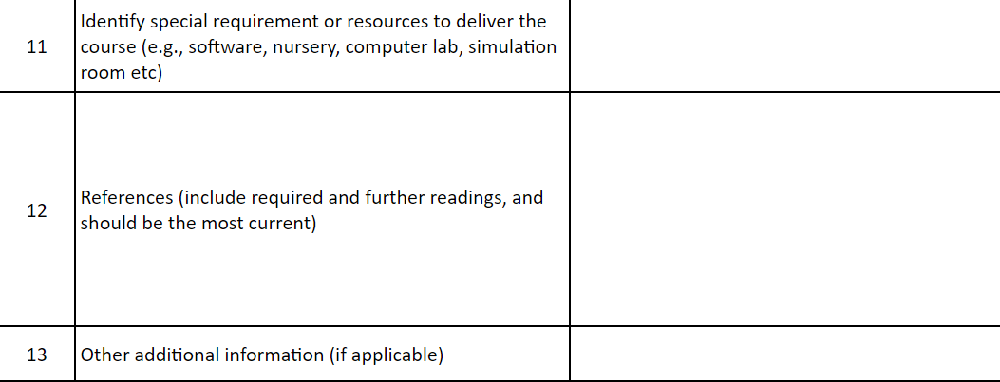 11
Identify special requirement or resources to deliver the
course (e.g., software, nursery, computer lab, simulation
room etc)
12
References (include required and further readings, and
should be the most current)
13
Other additional information (if applicable)